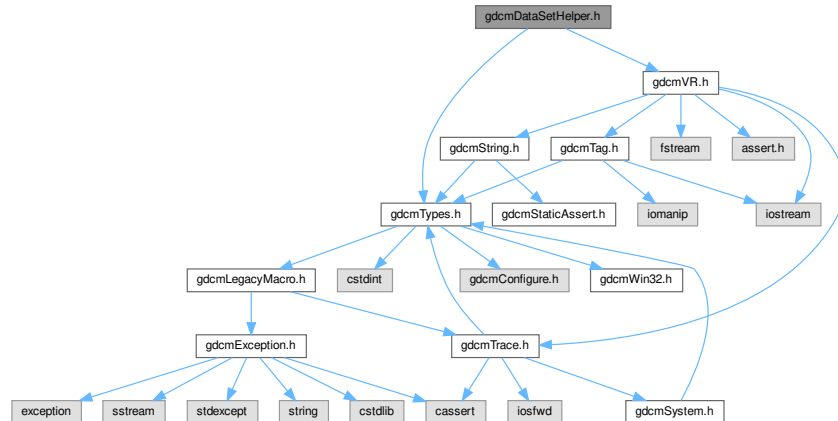 gdcmDataSetHelper.h
gdcmVR.h
gdcmString.h
gdcmTag.h
fstream
assert.h
gdcmTypes.h
gdcmStaticAssert.h
iomanip
iostream
gdcmLegacyMacro.h
cstdint
gdcmConfigure.h
gdcmWin32.h
gdcmException.h
gdcmTrace.h
exception
sstream
stdexcept
string
cstdlib
cassert
iosfwd
gdcmSystem.h